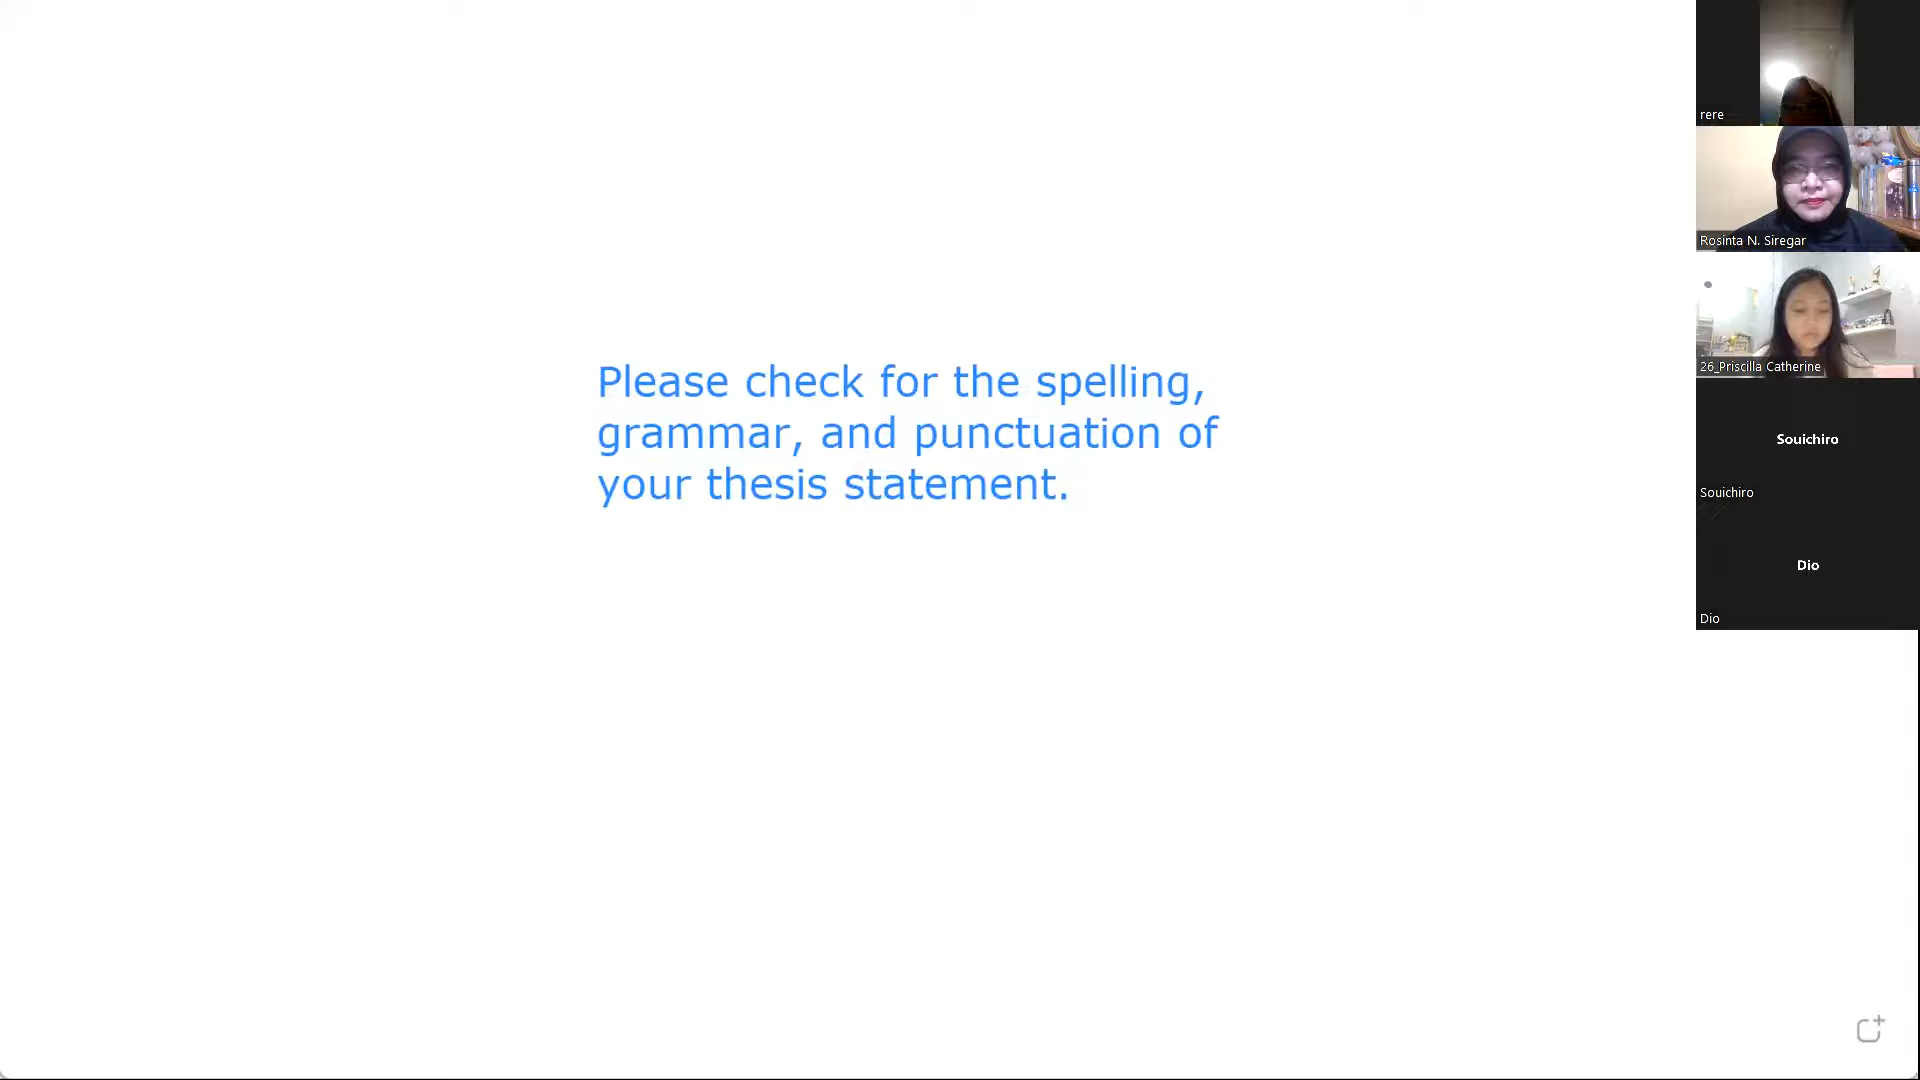 Please check for the spelling,
grammar, and punctuation of
your thesis statement.
rere
Rosinta N. Siregar
26_Priscilla Catherine
Souichiro
Souichiro
Dio
Dio